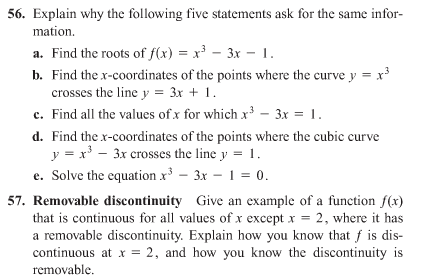 56. Explain why the following five statements ask for the same infor-
mation.
a. Find the roots of f(x) = x³ − 3x − 1.
b. Find the x-coordinates of the points where the curve y = x³
crosses the line y = 3x + 1.
c. Find all the values of x for which x³ − 3x = 1.
d. Find the x-coordinates of the points where the cubic curve
y = x³ − 3x crosses the line y = 1.
e. Solve the equation x³ − 3x − 1 = 0.
57. Removable discontinuity Give an example of a function f(x)
that is continuous for all values of x except x = 2, where it has
a removable discontinuity. Explain how you know that f is dis-
continuous at x = 2, and how you know the discontinuity is
removable.